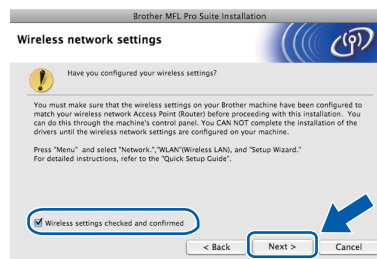 Brother MFL Pro Suite Installation
Wireless network settings
Have you configured your wireless settings?
You must make sure that the wireless settings on your Brother machine have been configured to
match your wireless network Access Point (Router) before proceeding with this installation. You
can do this through the machine's control panel. You CAN NOT complete the installation of the
drivers until the wireless network settings are configured on your machine.
Press "Menu" and select "Network.","WLAN"(Wireless LAN), and "Setup Wizard."
For detailed instructions, refer to the "Quick Setup Guide".
Wireless settings checked and confirmed
< Back
Next >
Cancel